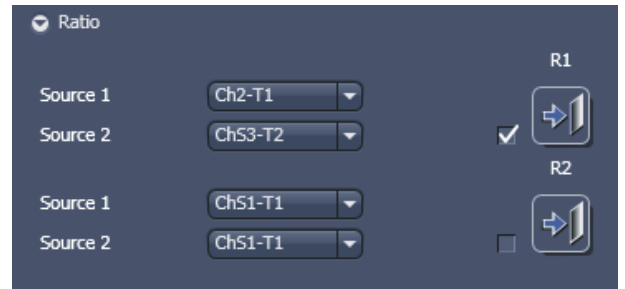 Ratio
R1
Source 1 Ch2-T1
Source 2 ChS3-T2
R2
Source 1 ChS1-T1
Source 2 ChS1-T1